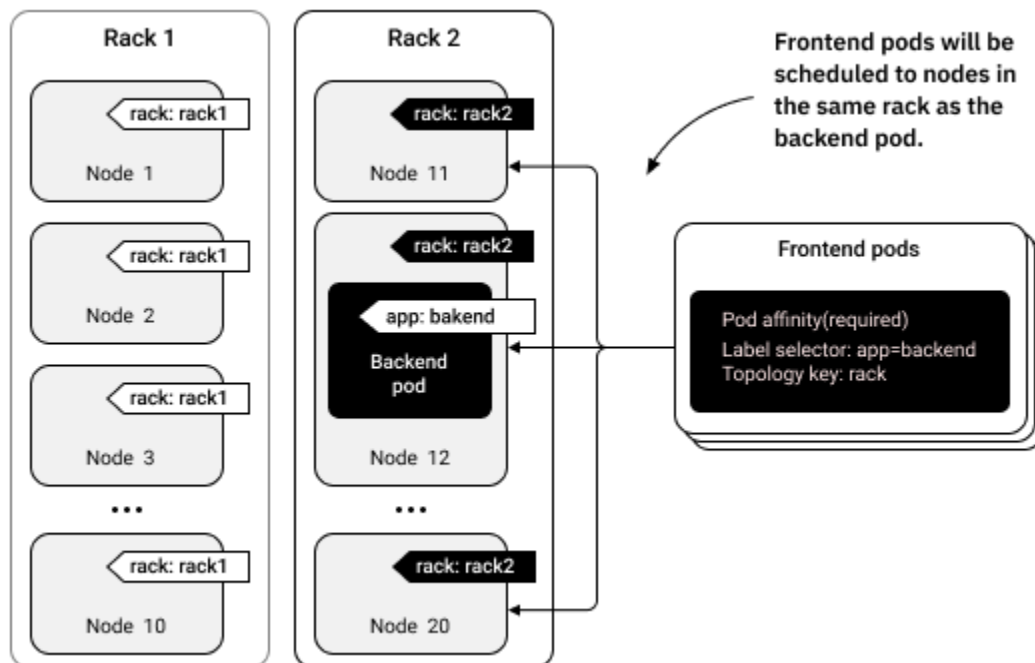 Rack 1
rack: rack1
Node 1
rack: rack1
Node 2
rack: rack1
Node 3
...
rack: rack1
Node 10
Rack 2
rack: rack2
Node 11
rack: rack2
app: bakend
Backend
pod
Node 12
...
rack: rack2
Node 20
Frontend pods will be
scheduled to nodes in
the same rack as the
backend pod.
Frontend pods
Pod affinity(required)
Label selector: app=backend
Topology key: rack